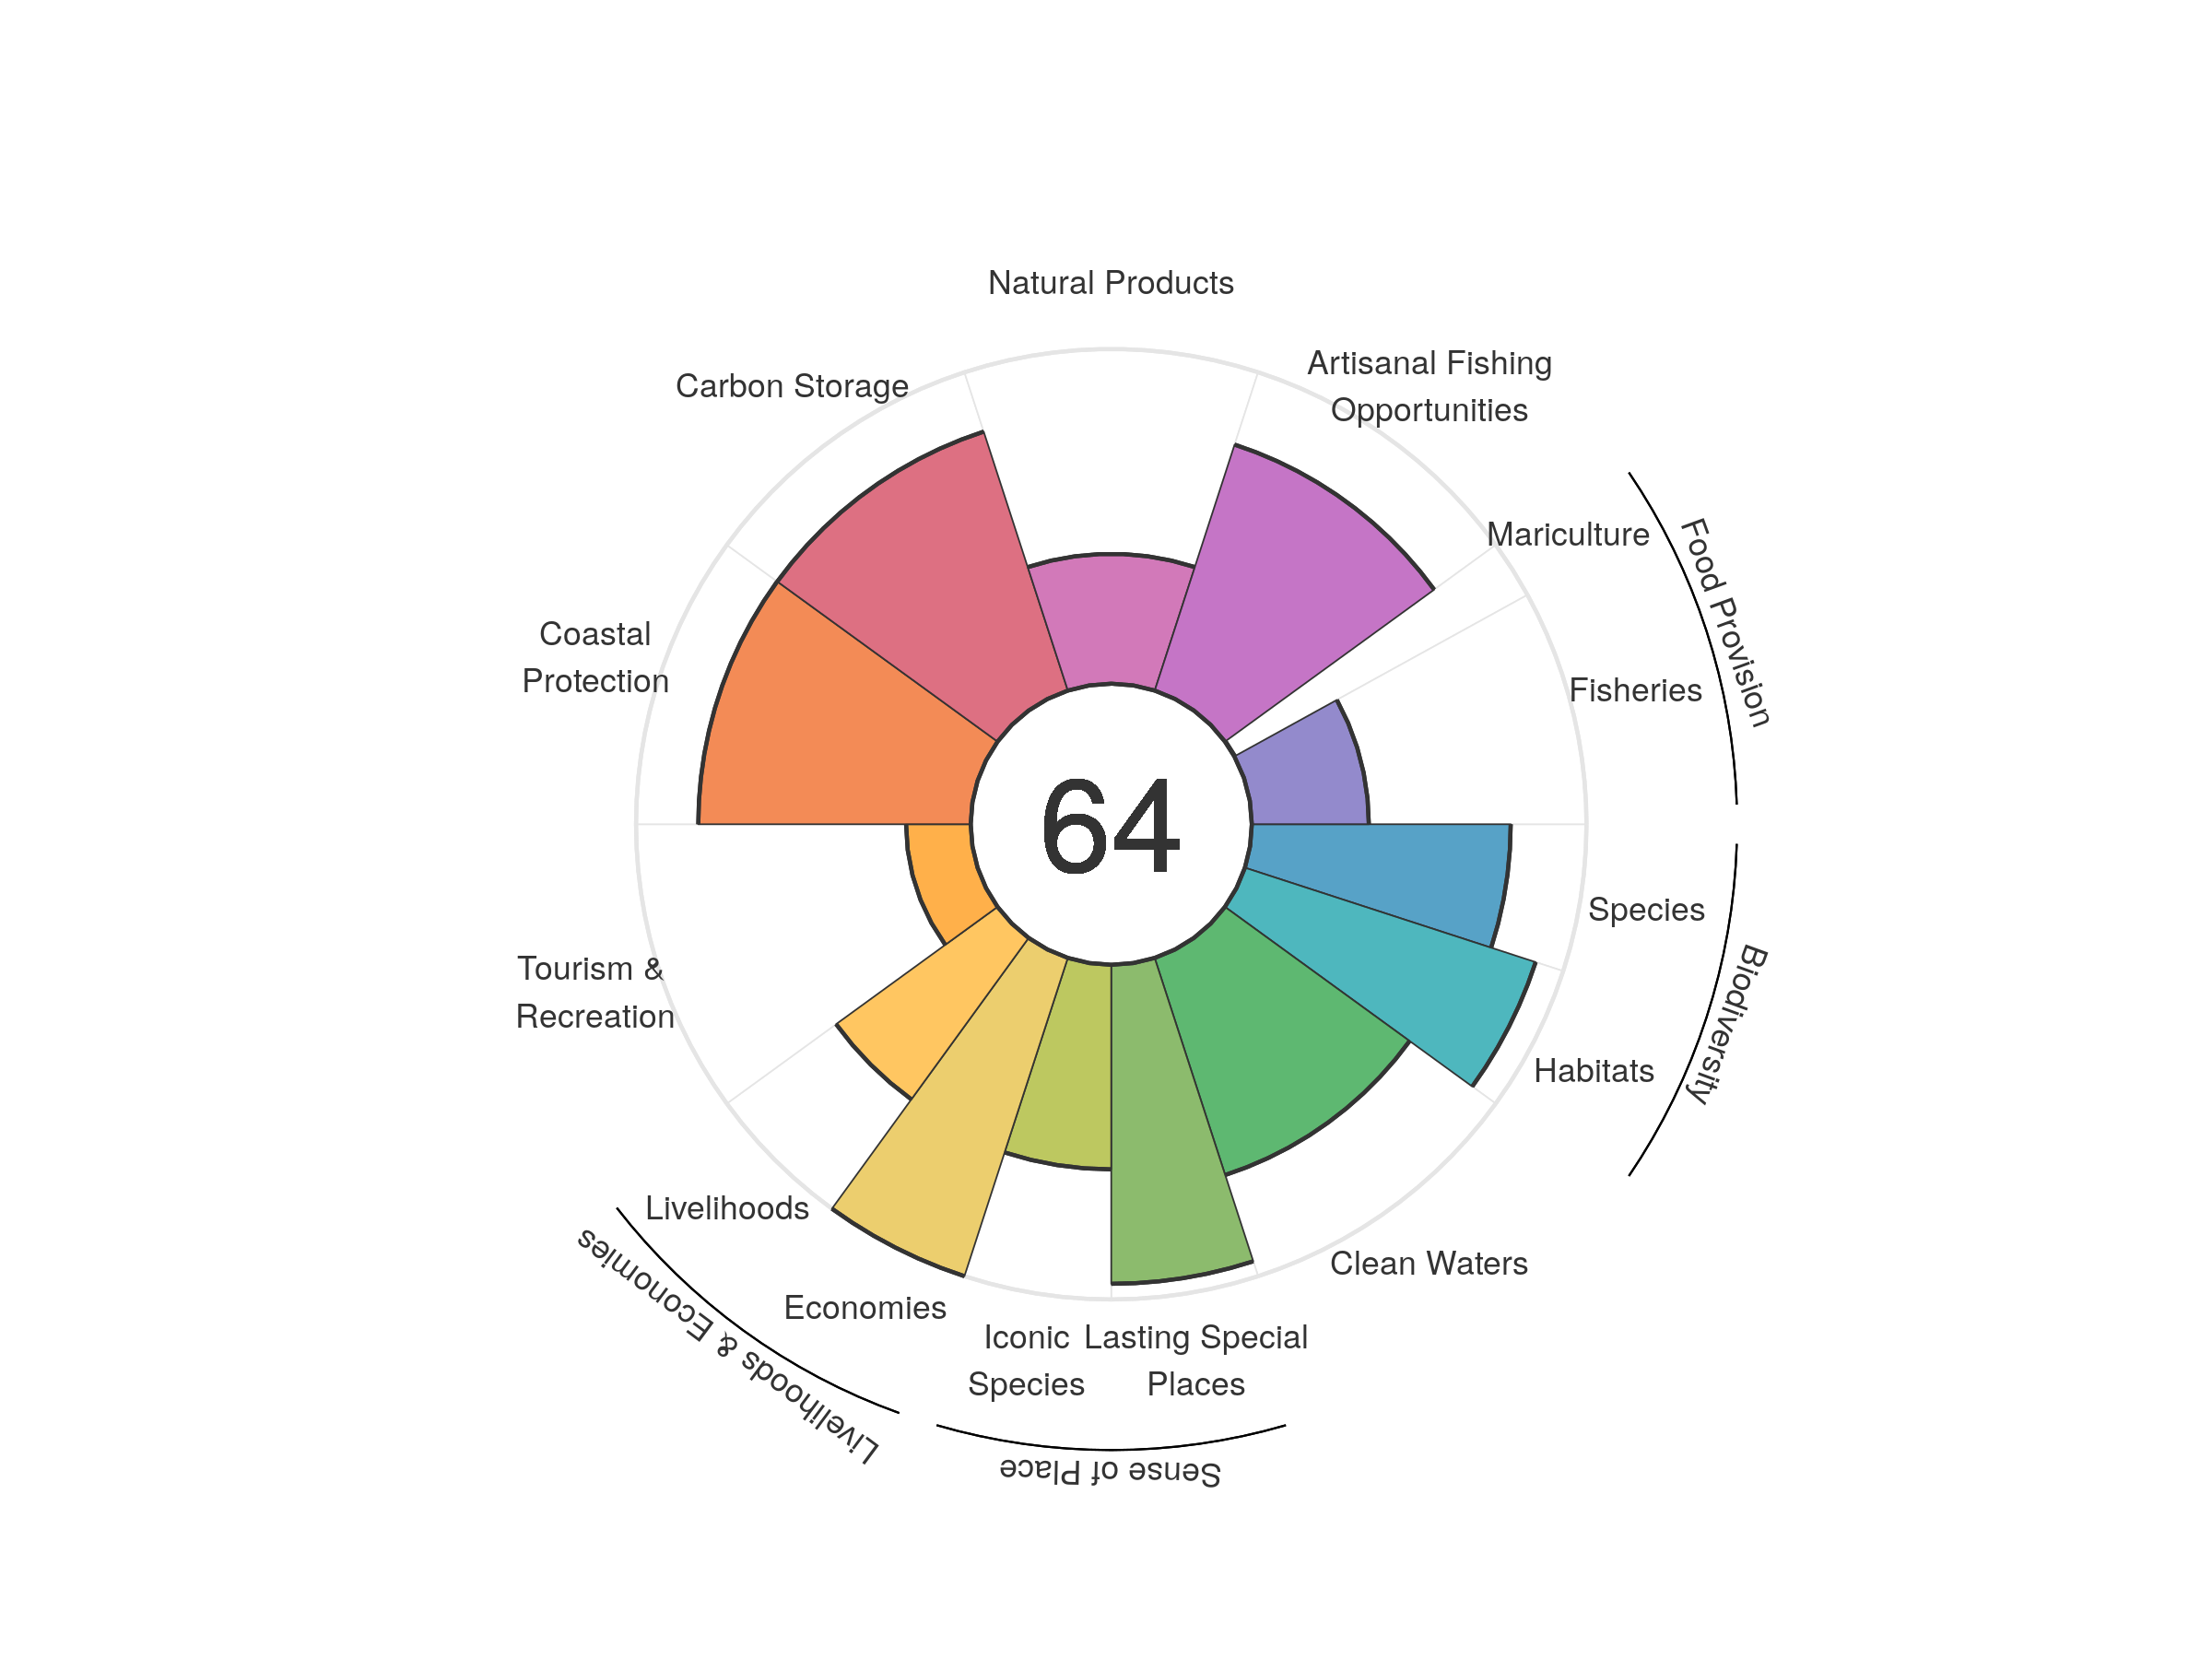 Natural Products
Artisanal Fishing
Opportunities
Carbon Storage
Mariculture
Food Provision
Coastal
Protection
Fisheries
64
Species
Biodiversity
Tourism &
Recreation
Habitats
Livelihoods
Clean Waters
Livelihoods & Economies
Economies
Iconic
Species
Lasting Special
Places
Sense of Place